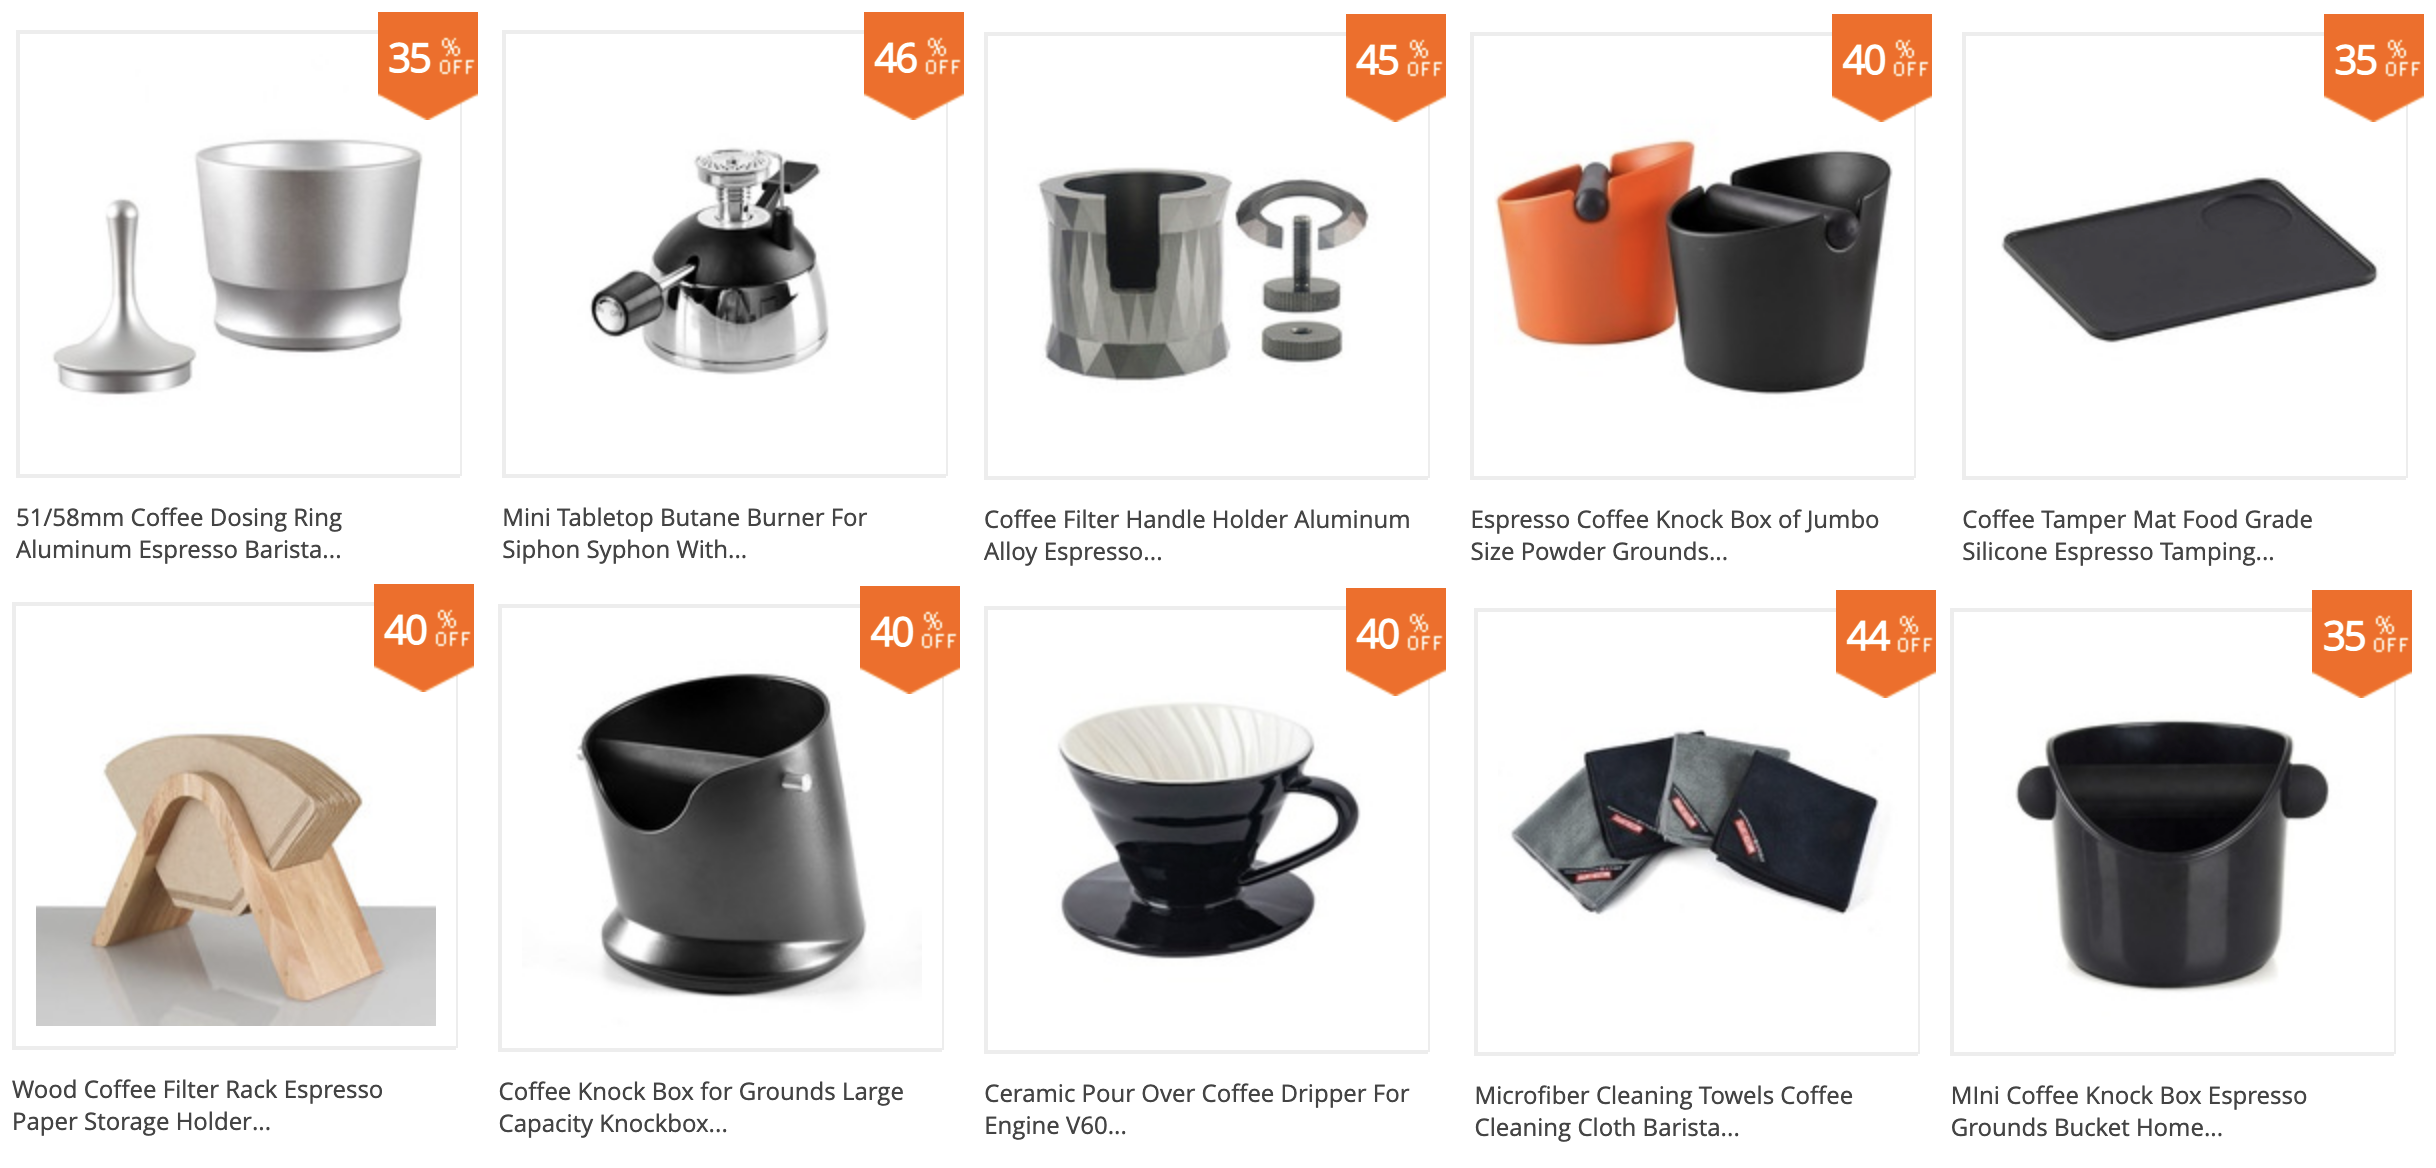 35 % OFF
46 % OFF
45 % OFF
40 % OFF
35 % OFF
51/58mm Coffee Dosing Ring
Aluminum Espresso Barista...
Mini Tabletop Butane Burner For
Siphon Syphon With...
Coffee Filter Handle Holder Aluminum
Alloy Espresso...
Espresso Coffee Knock Box of Jumbo
Size Powder Grounds...
Coffee Tamper Mat Food Grade
Silicone Espresso Tamping...
40 % OFF
40 % OFF
40 % OFF
44 % OFF
35 % OFF
Wood Coffee Filter Rack Espresso
Paper Storage Holder...
Coffee Knock Box for Grounds Large
Capacity Knockbox...
Ceramic Pour Over Coffee Dripper For
Engine V60...
Microfiber Cleaning Towels Coffee
Cleaning Cloth Barista...
MIni Coffee Knock Box Espresso
Grounds Bucket Home...